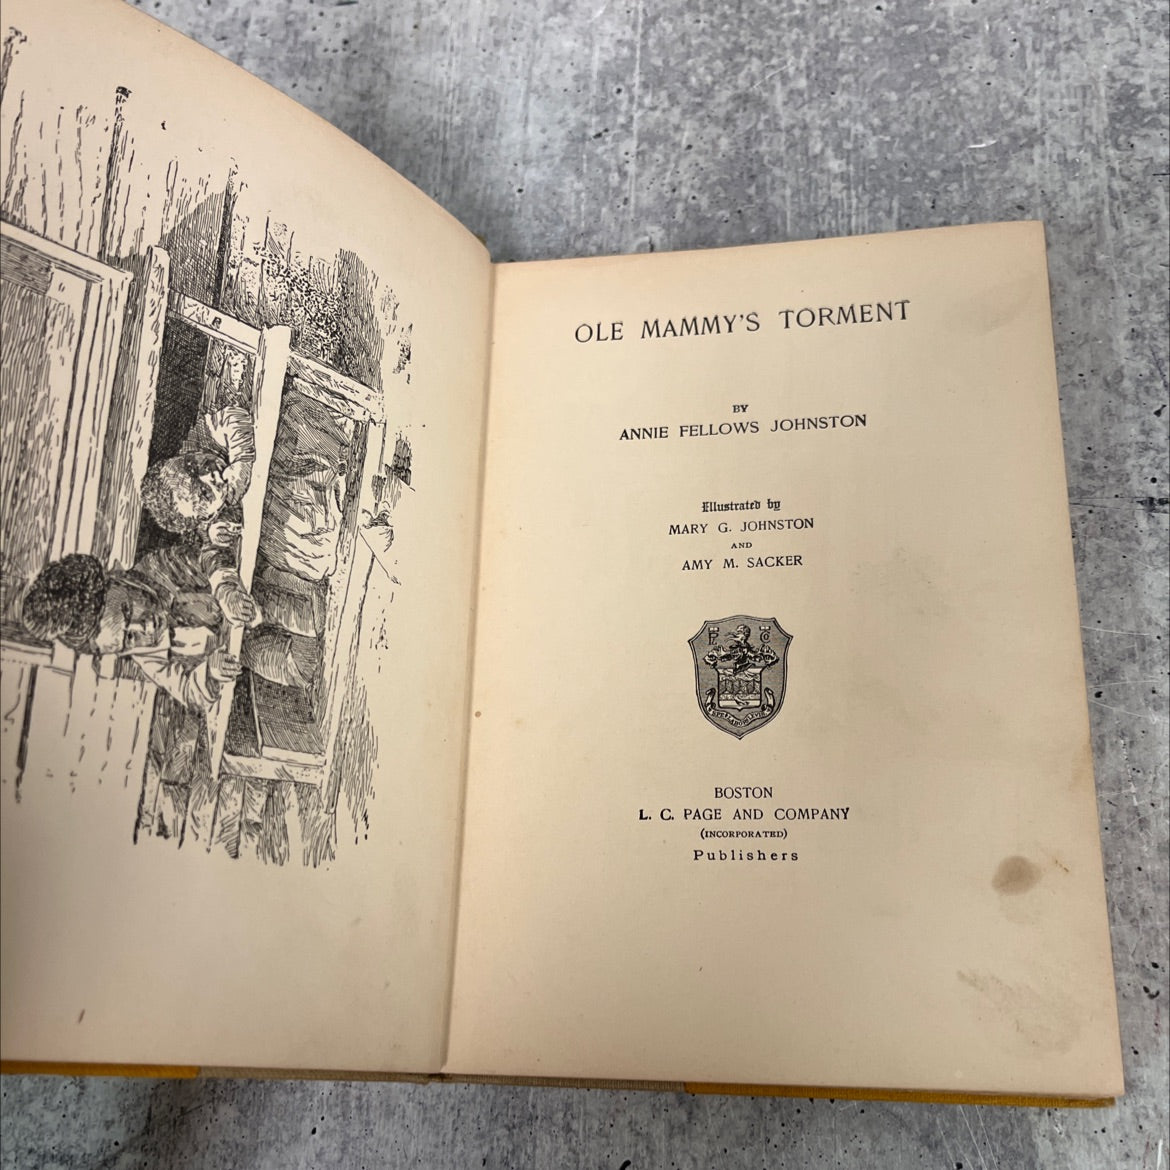 OLE MAMMY'S TORMENT
BY
ANNIE FELLOWS JOHNSTON
Illustrated by
MARY G. JOHNSTON
AND
AMY M. SACKER
BOSTON
L. C. PAGE AND COMPANY
(INCORPORATED)
Publishers